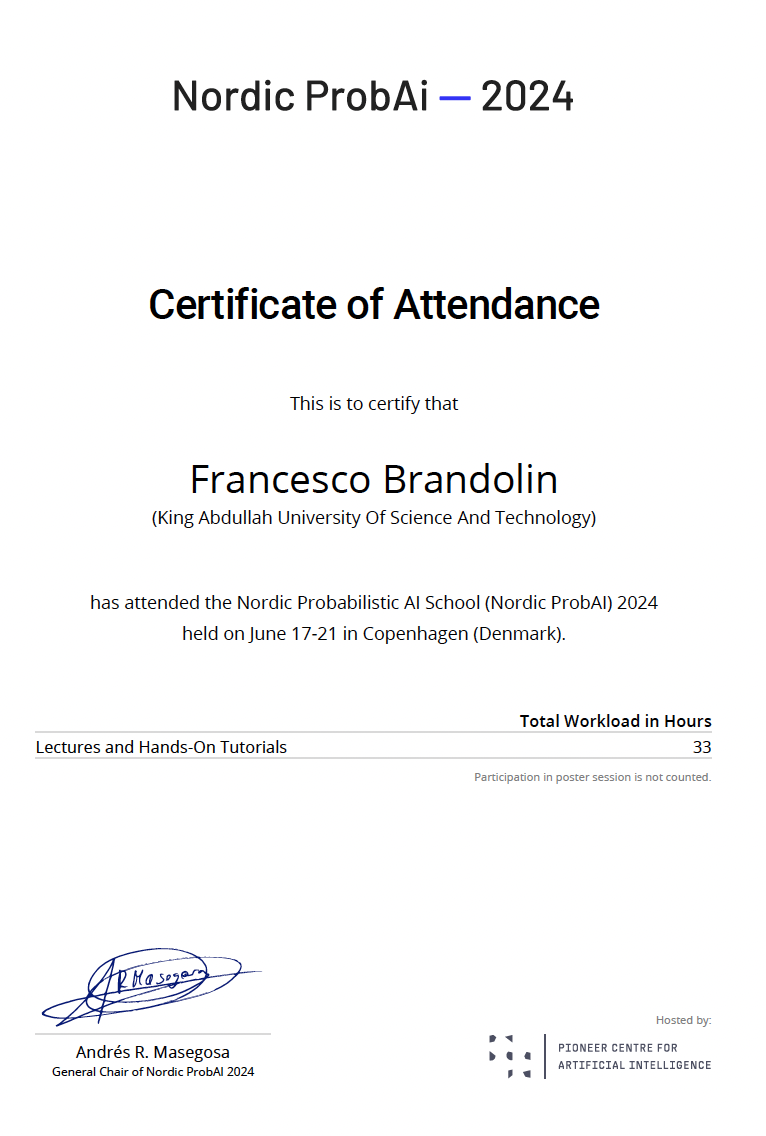 Nordic ProbAi — 2024
Certificate of Attendance
This is to certify that
Francesco Brandolin
(King Abdullah University Of Science And Technology)
has attended the Nordic Probabilistic AI School (Nordic ProbAI) 2024
held on June 17-21 in Copenhagen (Denmark).
Total Workload in Hours
Lectures and Hands-On Tutorials 33
Participation in poster session is not counted.
ARMasegosa
Andrés R. Masegosa
General Chair of Nordic ProbAI 2024
Hosted by:
PIONEER CENTRE FOR
ARTIFICIAL INTELLIGENCE